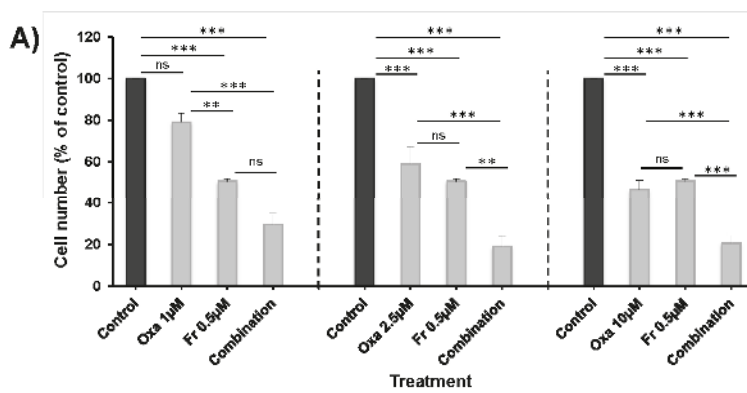 A)
Cell number (% of control)
120
100
80
60
40
20
0
***
***
ns
***
**
ns
***
***
***
***
ns
**
***
***
***
***
ns
***
Control
Oxa 1µM
Fr 0.5µM
Combination
Control
Oxa 2.5µM
Fr 0.5µM
Combination
Control
Oxa 10µM
Fr 0.5µM
Combination
Treatment